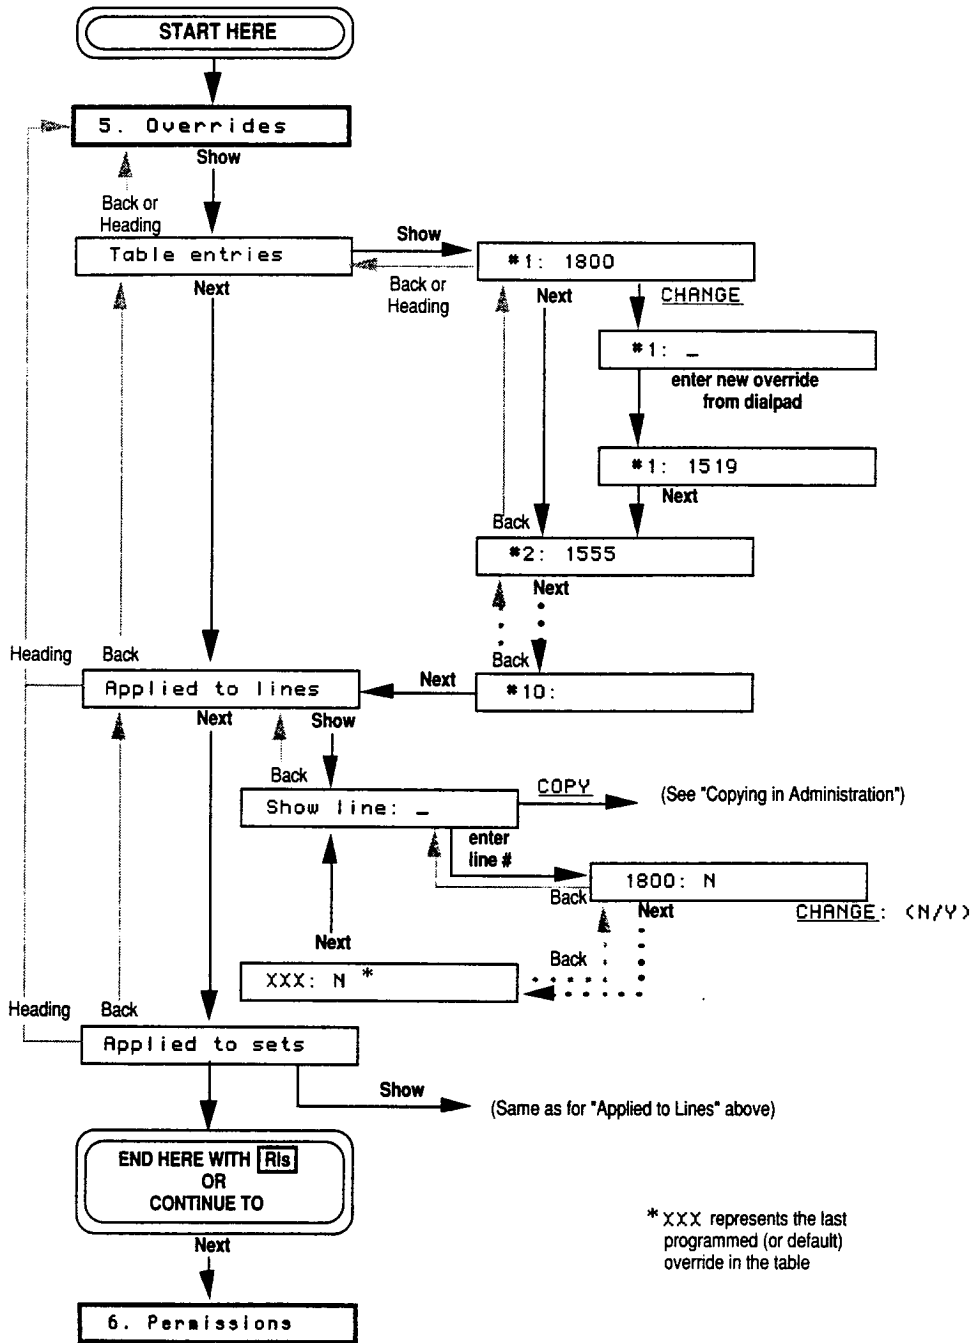 START HERE
5. Overrides
Show
Back or
Heading
Table entries
Show
#1: 1800
Back or
Heading
Next
Next
CHANGE
#1: _
enter new override
from dialpad
#1: 1519
Next
Back
#2: 1555
Next
Back
Heading
Back
Applied to lines
Next
#10:
Next
Show
Back
Show line: _
COPY
(See "Copying in Administration")
enter
line #
1800: N
Back
Next
CHANGE: (N/Y)
Next
Back
XXX: N *
Heading
Back
Applied to sets
Show
(Same as for "Applied to Lines" above)
END HERE WITH Rls
OR
CONTINUE TO
Next
6. Permissions
* XXX represents the last
programmed (or default)
override in the table